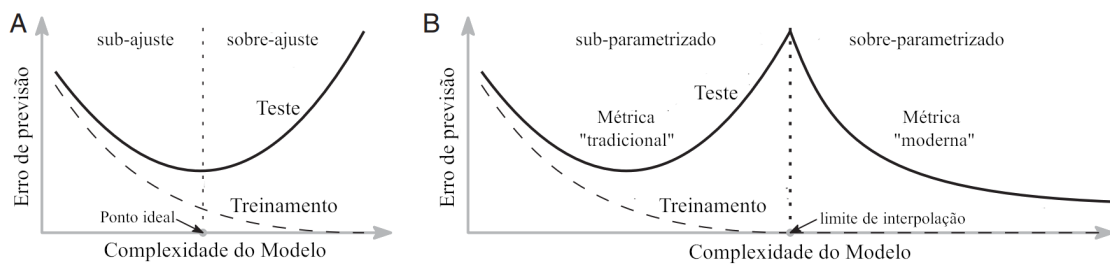 A
sub-ajuste
sobre-ajuste
Teste
Treinamento
Ponto ideal
Erro de previsão
Complexidade do Modelo
B
sub-parametrizado
sobre-parametrizado
Teste
Métrica
"tradicional"
Métrica
"moderna"
Treinamento
limite de interpolação
Erro de previsão
Complexidade do Modelo